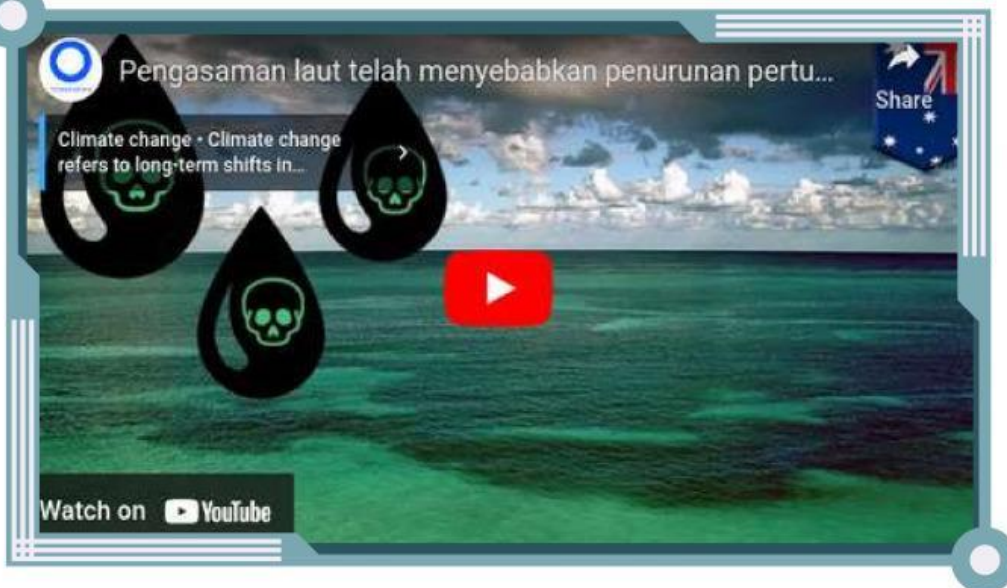 Pengasaman laut telah menyebabkan penurunan pertu...
Share
Climate change • Climate change
refers to long-term shifts in...
Watch on YouTube